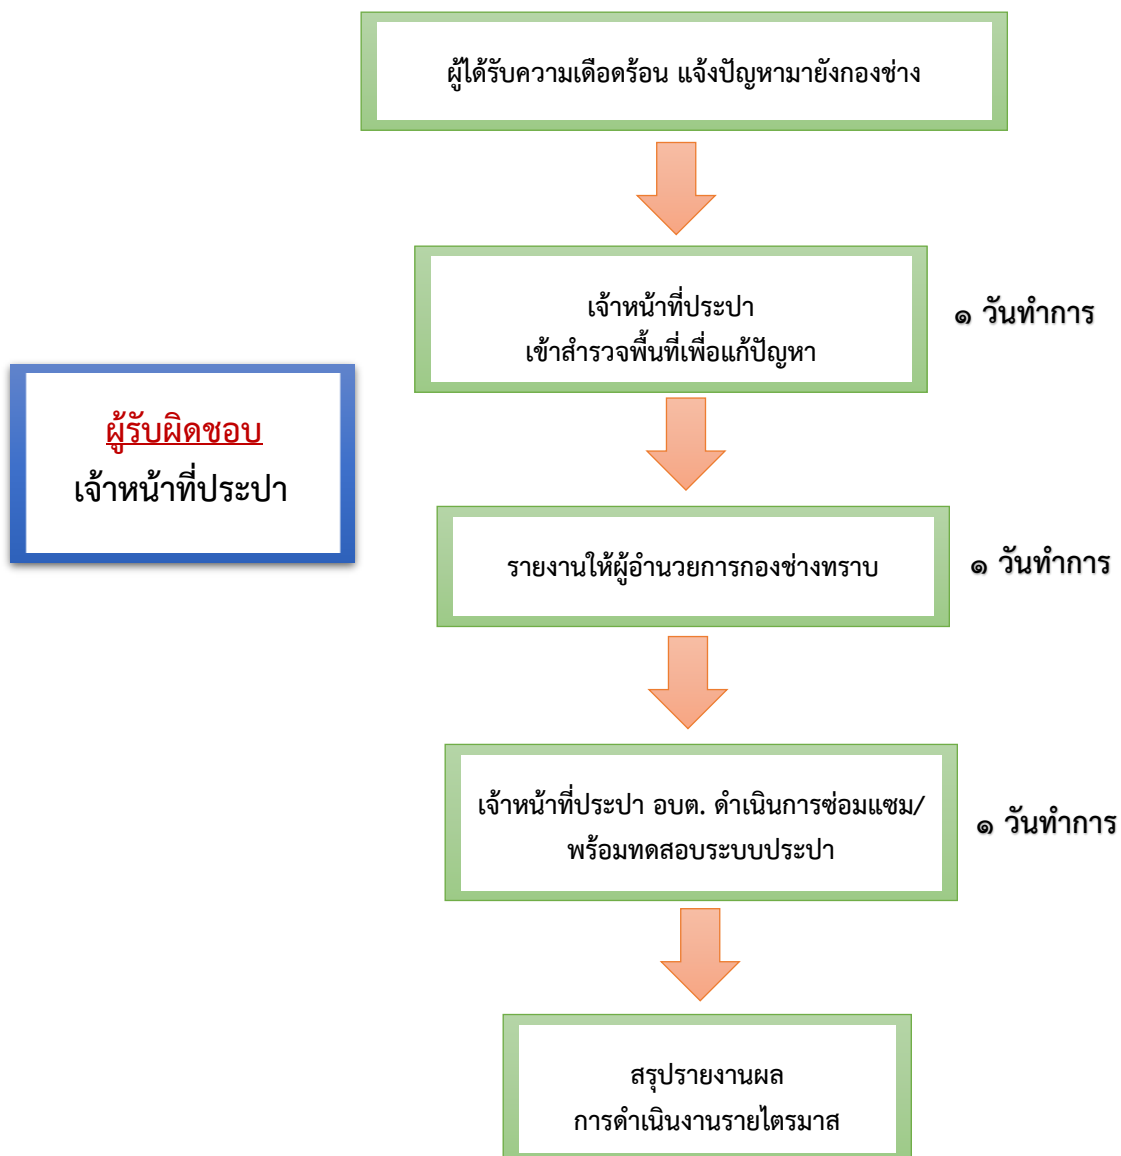 ผู้ได้รับความเดือดร้อน แจ้งปัญหามายังกองช่าง
เจ้าหน้าที่ประปา
เข้าสำรวจพื้นที่เพื่อแก้ปัญหา
๑ วันทำการ
ผู้รับผิดชอบ
เจ้าหน้าที่ประปา
รายงานให้ผู้อำนวยการกองช่างทราบ
๑ วันทำการ
เจ้าหน้าที่ประปา อบต. ดำเนินการซ่อมแซม/
พร้อมทดสอบระบบประปา
๑ วันทำการ
สรุปรายงานผล
การดำเนินงานรายไตรมาส